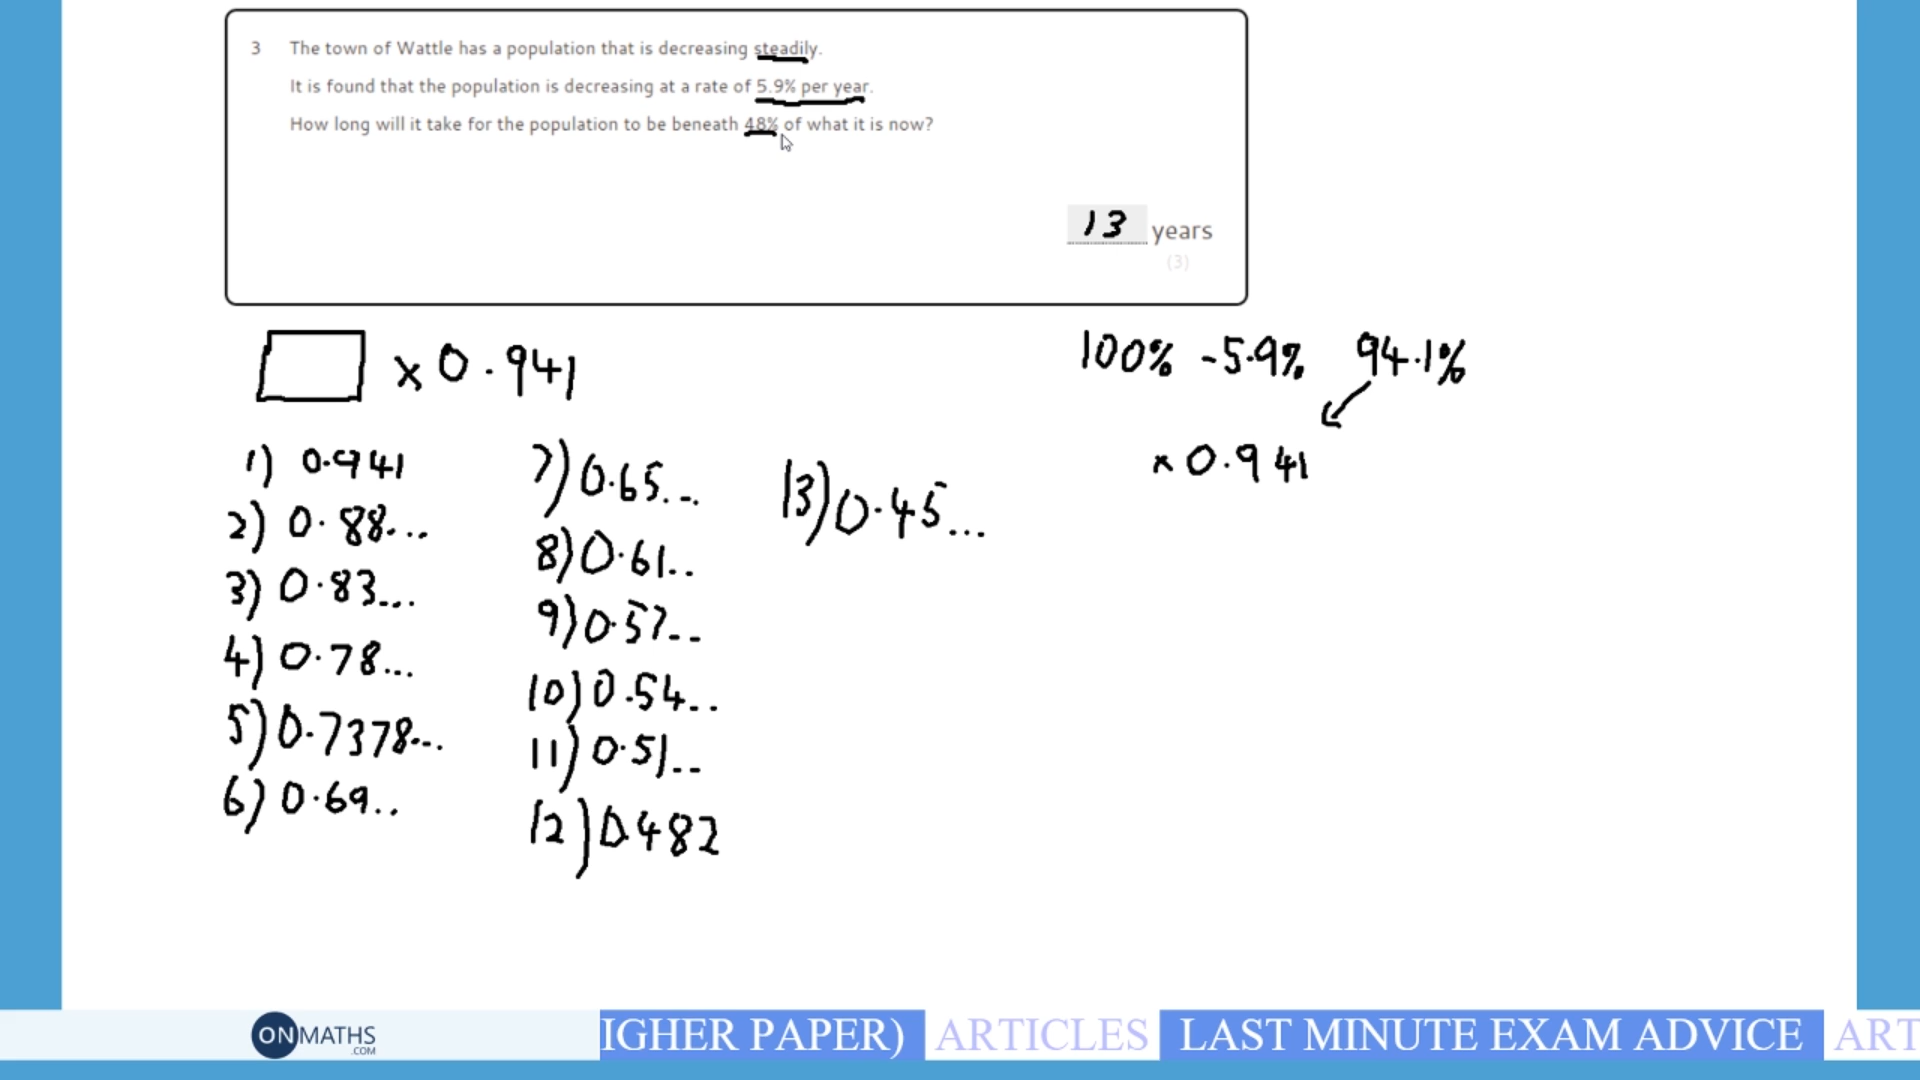 3 The town of Wattle has a population that is decreasing steadily.
It is found that the population is decreasing at a rate of 5.9% per year.
How long will it take for the population to be beneath 48% of what it is now?
13 years
(3)
× 0.941
100% -5.9% 94.1%
× 0.941
1) 0.941
2) 0.88...
3) 0.83...
4) 0.78...
5) 0.7378...
6) 0.69..
7) 0.65...
8) 0.61..
9) 0.57..
10) 0.54..
11) 0.51..
12) 0.482
13) 0.45...
ONMATHS
.COM
IGHER PAPER) ARTICLES LAST MINUTE EXAM ADVICE ART